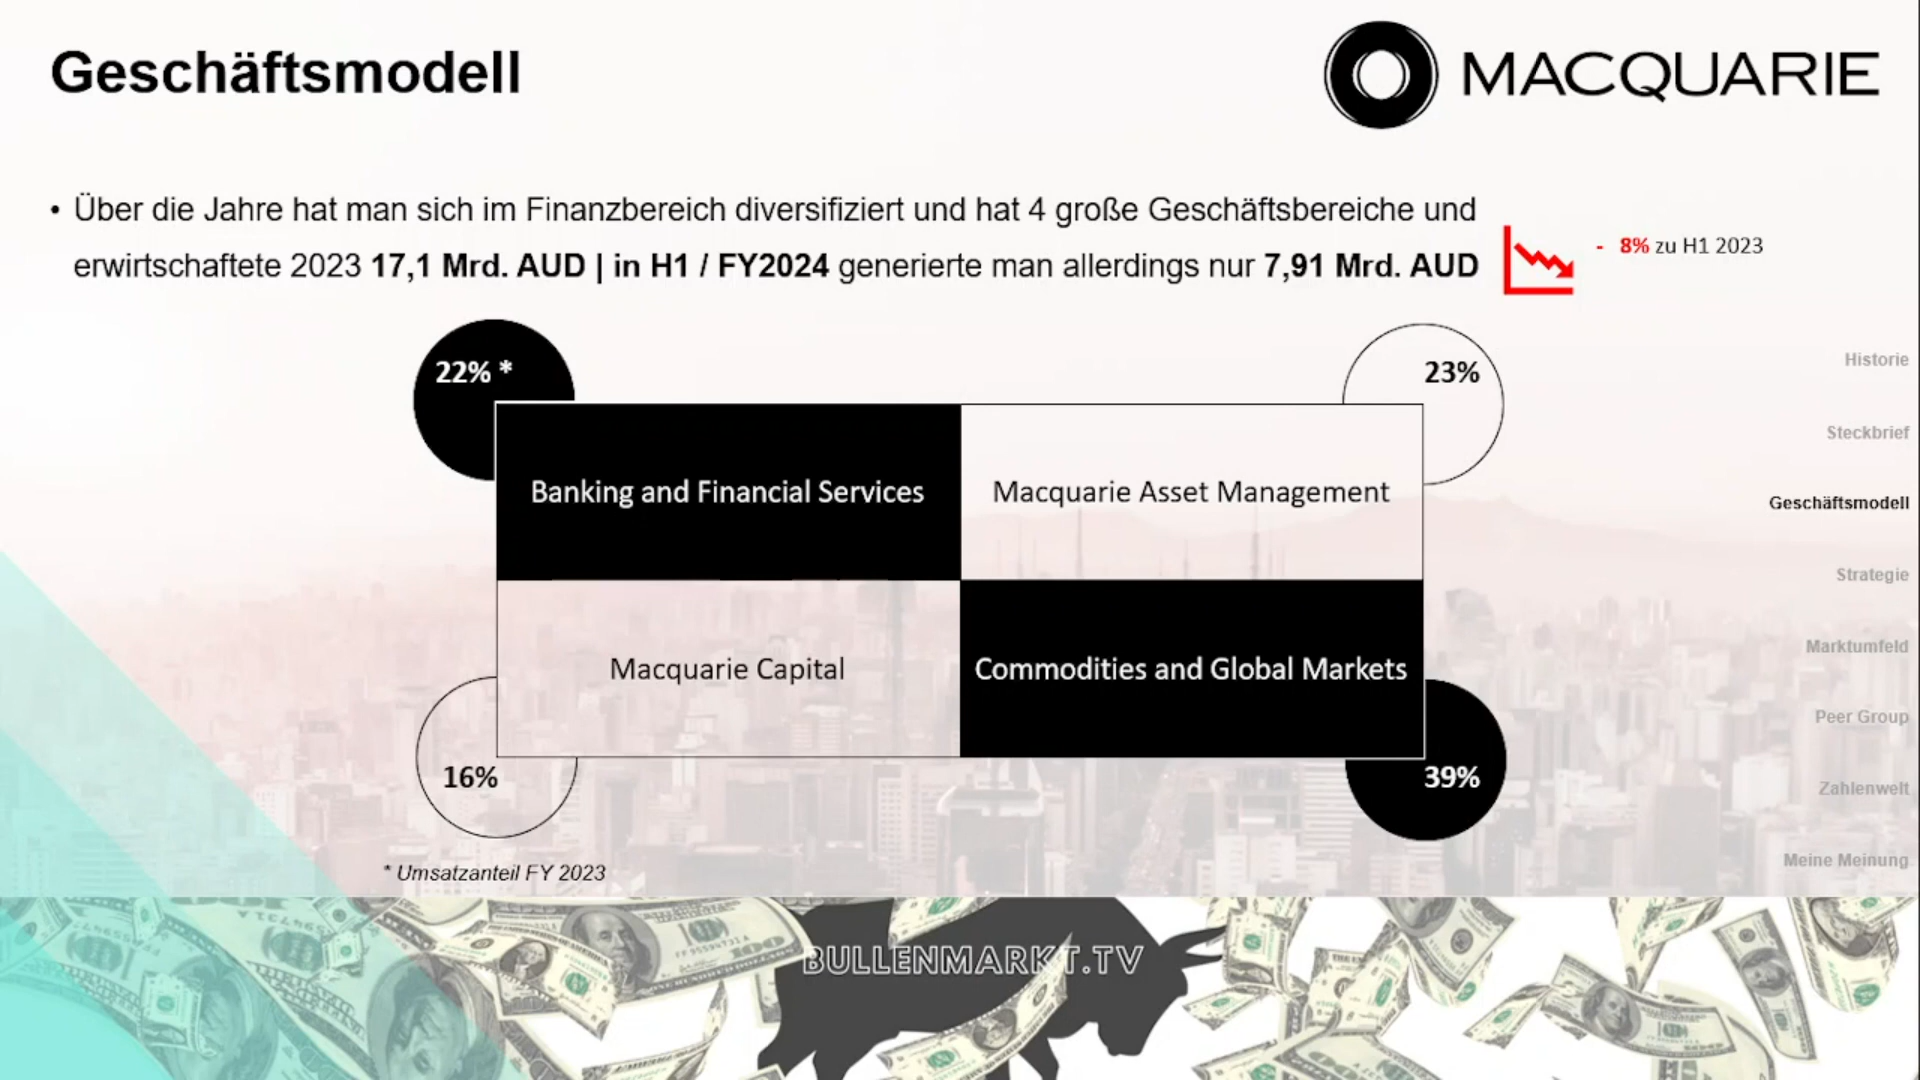 Geschäftsmodell
MACQUARIE
• Über die Jahre hat man sich im Finanzbereich diversifiziert und hat 4 große Geschäftsbereiche und
erwirtschaftete 2023 17,1 Mrd. AUD | in H1 / FY2024 generierte man allerdings nur 7,91 Mrd. AUD
- 8% zu H1 2023
22% *
23%
Banking and Financial Services
Macquarie Asset Management
Macquarie Capital
Commodities and Global Markets
16%
39%
* Umsatzanteil FY 2023
Historie
Steckbrief
Geschäftsmodell
Strategie
Marktumfeld
Peer Group
Zahlenwelt
Meine Meinung
BULLENMARKT.TV